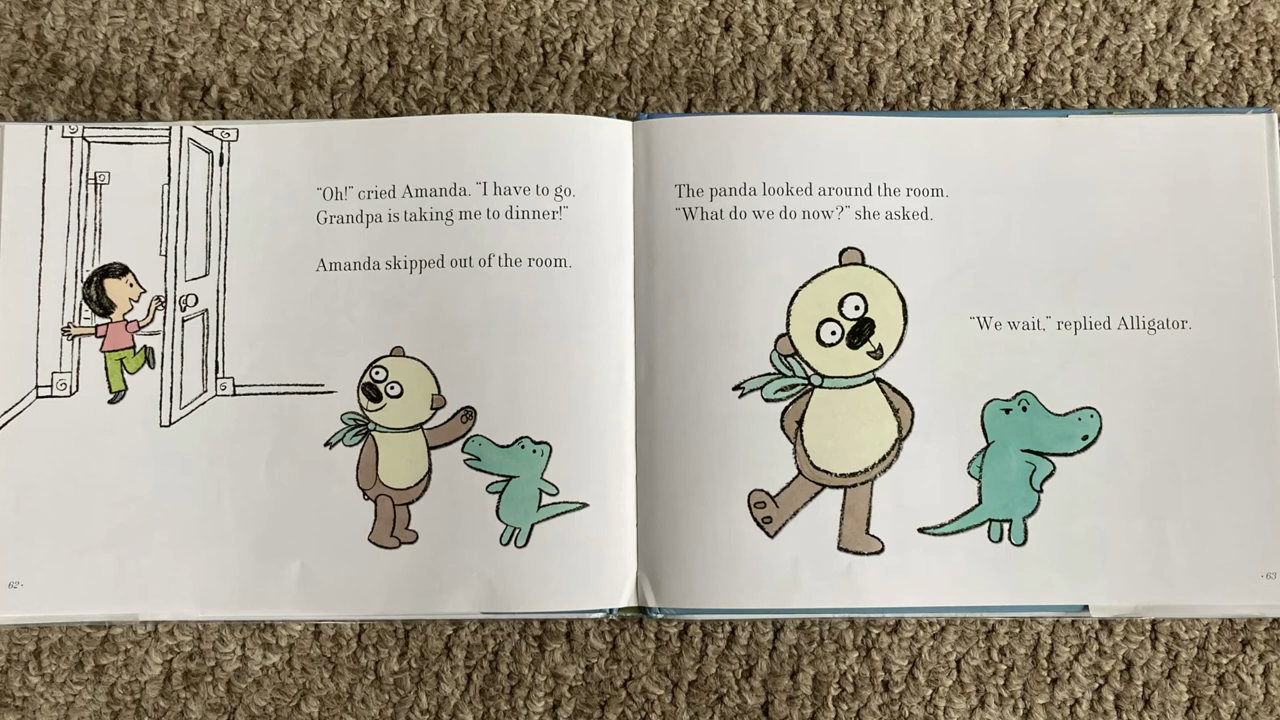 “Oh!” cried Amanda. “I have to go.
Grandpa is taking me to dinner!”
Amanda skipped out of the room.
62 ·
The panda looked around the room.
“What do we do now?” she asked.
“We wait,” replied Alligator.
· 63